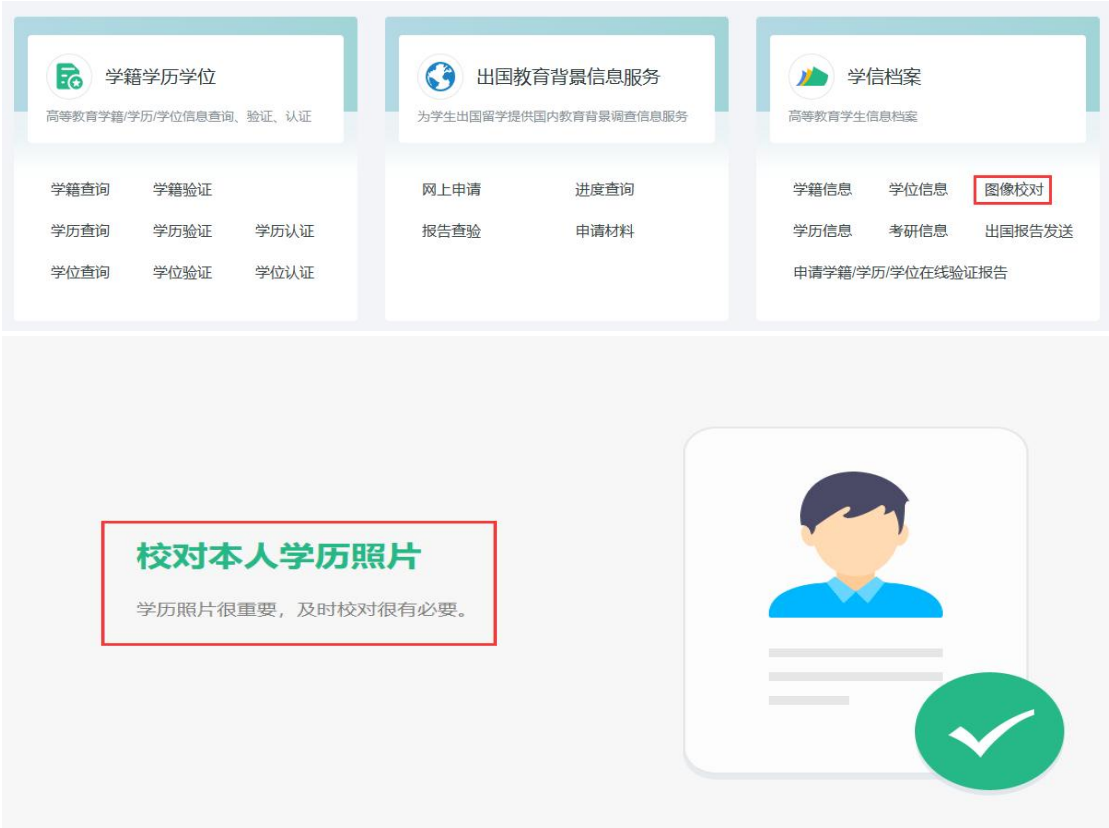 学籍学历学位
高等教育学籍/学历/学位信息查询、验证、认证
学籍查询 学籍验证
学历查询 学历验证 学历认证
学位查询 学位验证 学位认证
出国教育背景信息服务
为学生出国留学提供国内教育背景调查信息服务
网上申请 进度查询
报告查验 申请材料
学信档案
高等教育学生信息档案
学籍信息 学位信息 图像校对
学历信息 考研信息 出国报告发送
申请学籍/学历/学位在线验证报告
校对本人学历照片
学历照片很重要，及时校对很有必要。